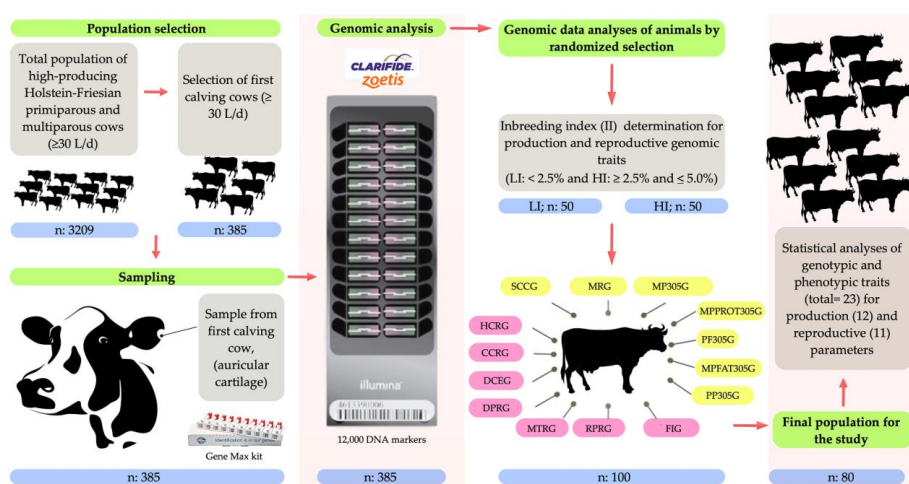 Population selection
Total population of
high-producing
Holstein-Friesian
primiparous and
multiparous cows
(≥30 L/d)
Selection of first
calving cows (≥
30 L/d)
n: 3209
n: 385
Sampling
Sample from
first calving
cow,
(auricular
cartilage)
Gene Max kit
n: 385
Genomic analysis
CLARIFIDE
zoetis
illumina
12,000 DNA markers
n: 385
Genomic data analyses of animals by
randomized selection
Inbreeding index (II) determination for
production and reproductive genomic
traits
(LI: < 2.5% and HI: ≥ 2.5% and ≤ 5.0%)
LI; n: 50
HI; n: 50
SCCG
MRG
MP305G
MPPROT305G
HCRG
PF305G
CCRG
MPFAT305G
DCEG
PP305G
DPRG
MTRG
RPRG
FIG
n: 100
Statistical analyses of
genotypic and
phenotypic traits
(total= 23) for
production (12) and
reproductive (11)
parameters
Final population for
the study
n: 80